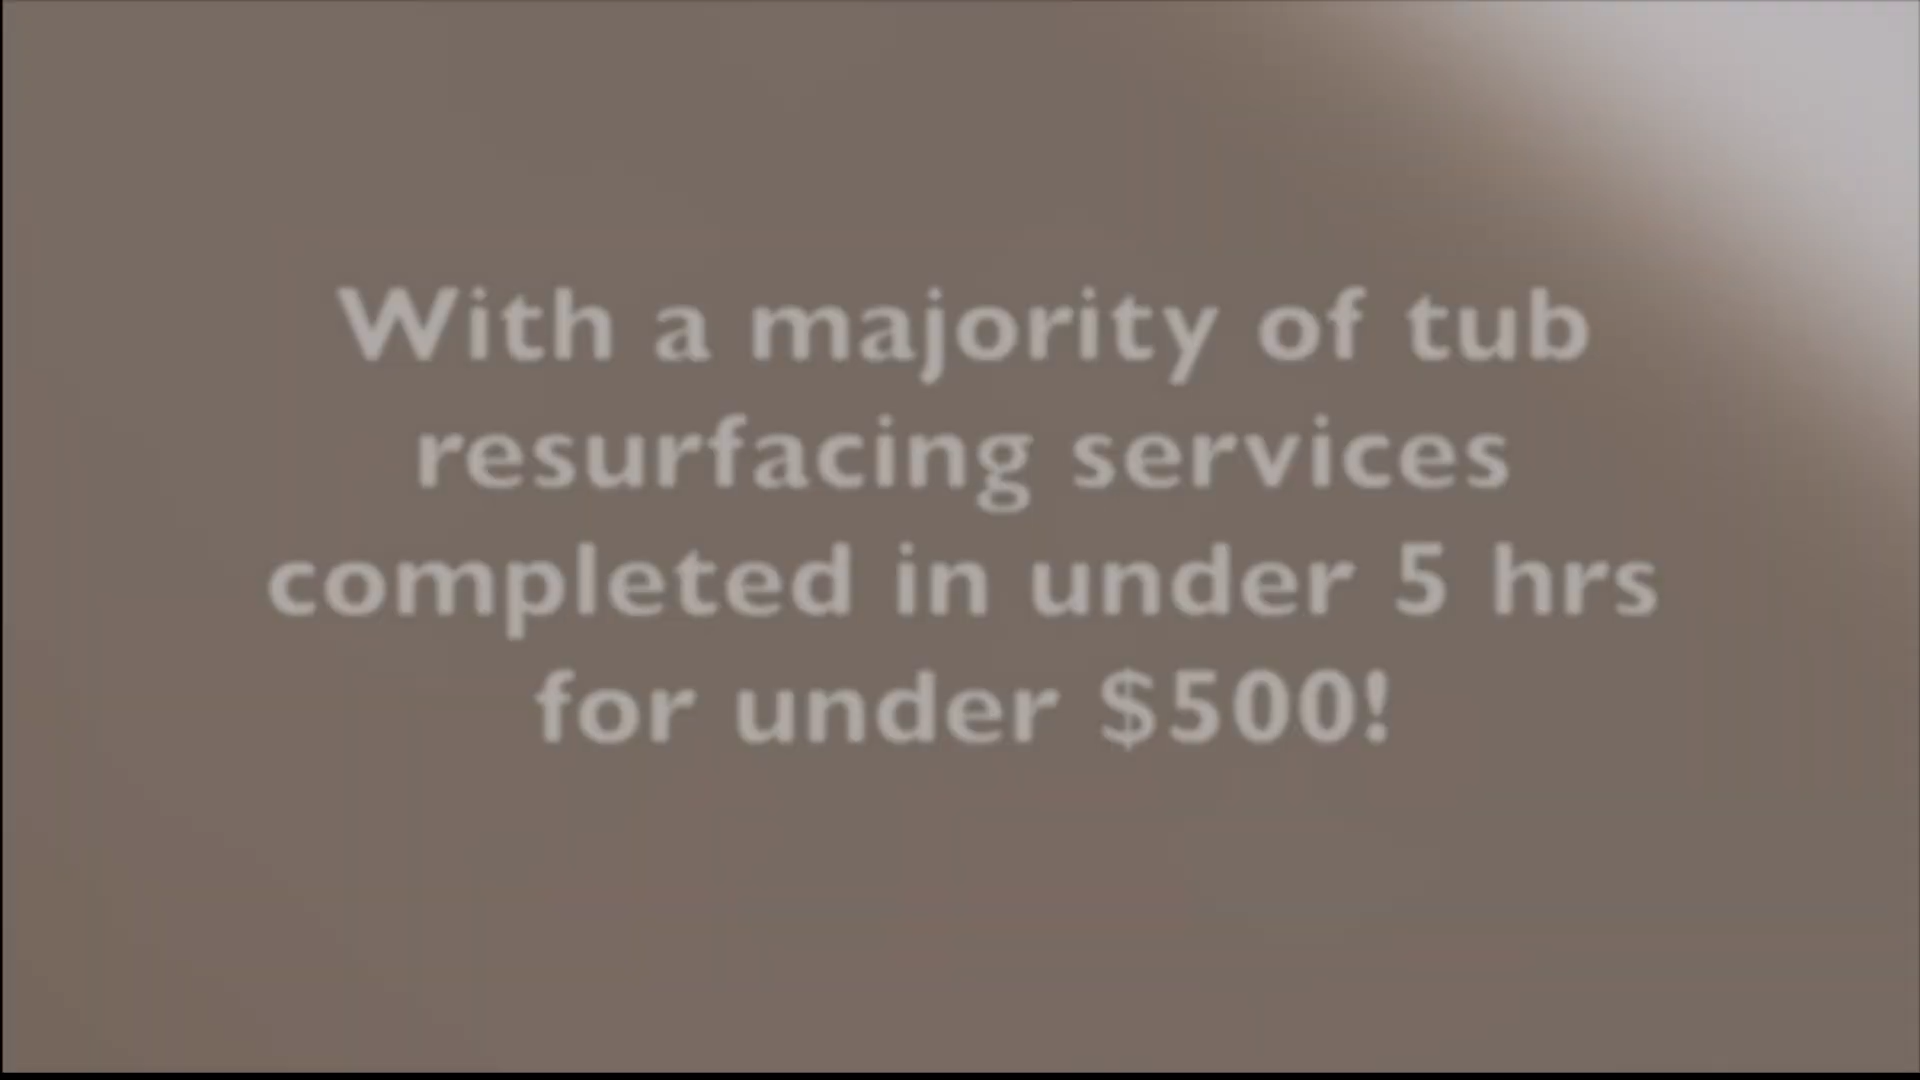 With a majority of tub
resurfacing services
completed in under 5 hrs
for under $500!